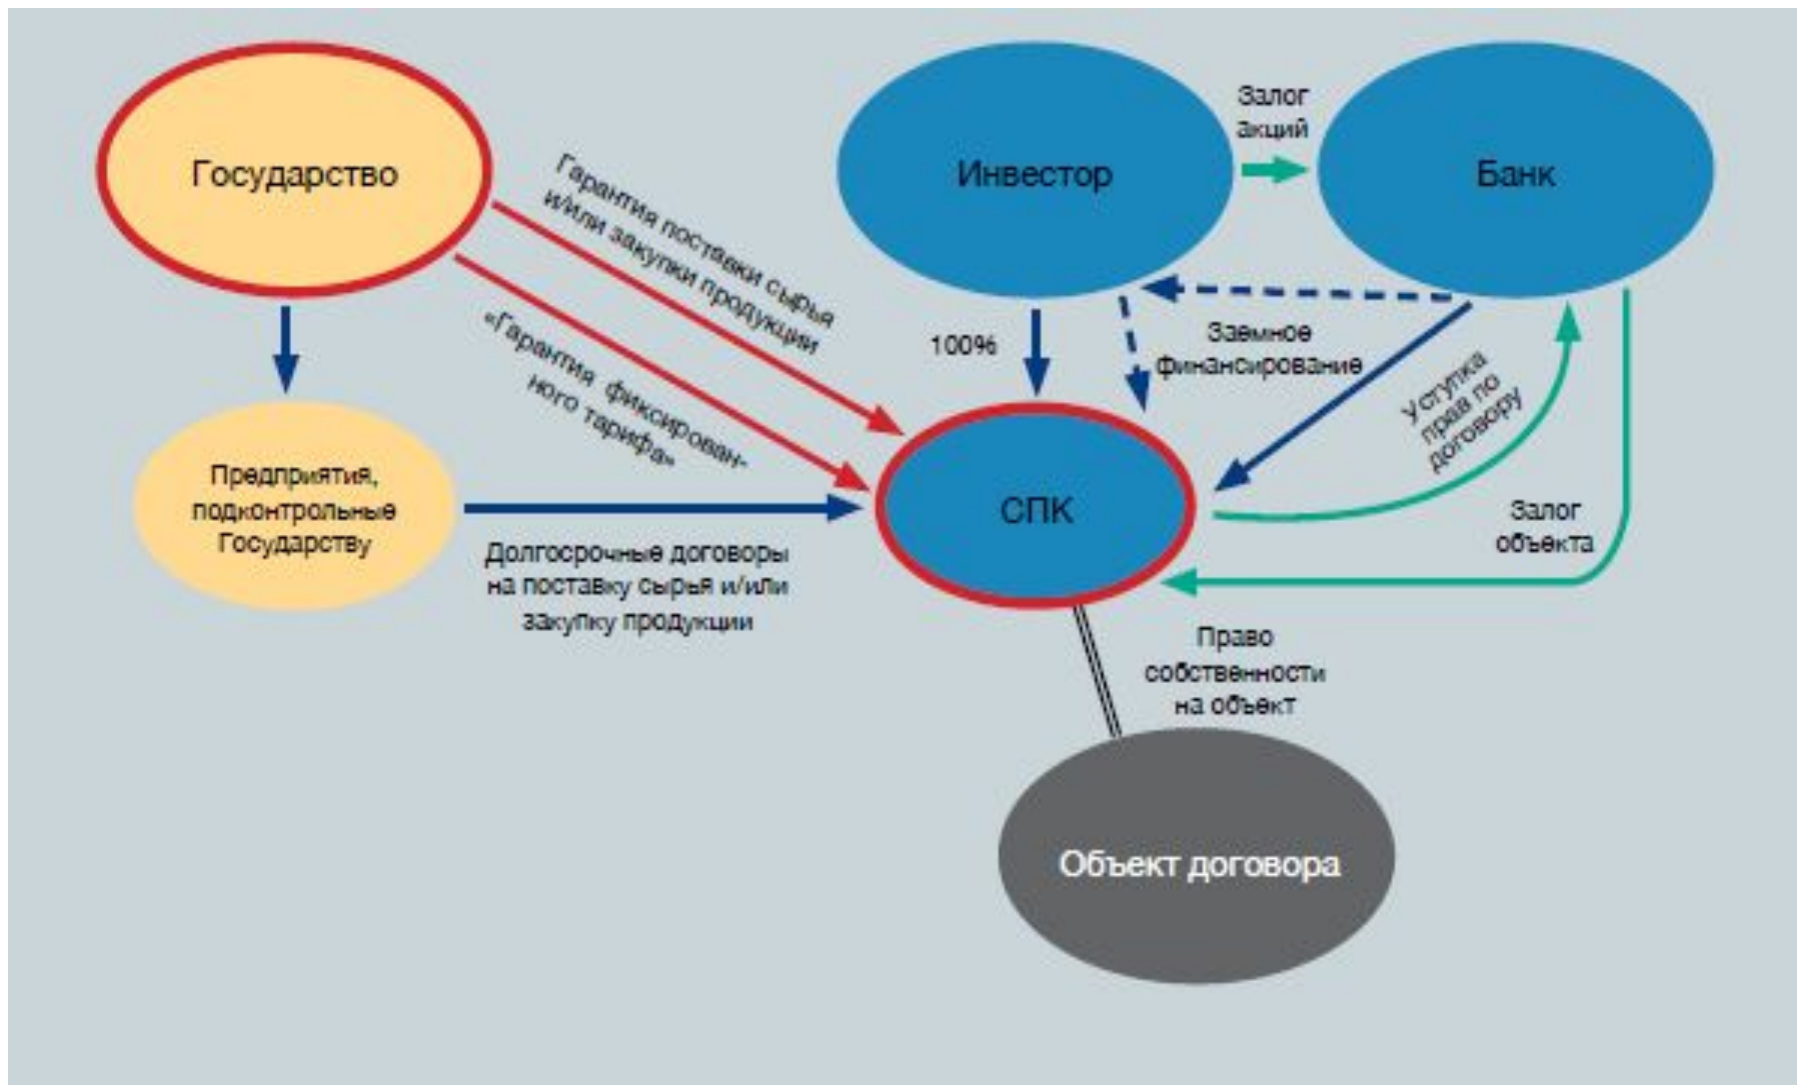 Государство
Инвестор
Залог
акций
Банк
Гарантия поставки сырья
и/или закупки продукции
«Гарантия фиксирован-
ного тарифа»
100%
Заемное
финансирование
Уступка
прав по
договору
Предприятия,
подконтрольные
Государству
СПК
Залог
объекта
Долгосрочные договоры
на поставку сырья и/или
закупку продукции
Право
собственности
на объект
Объект договора